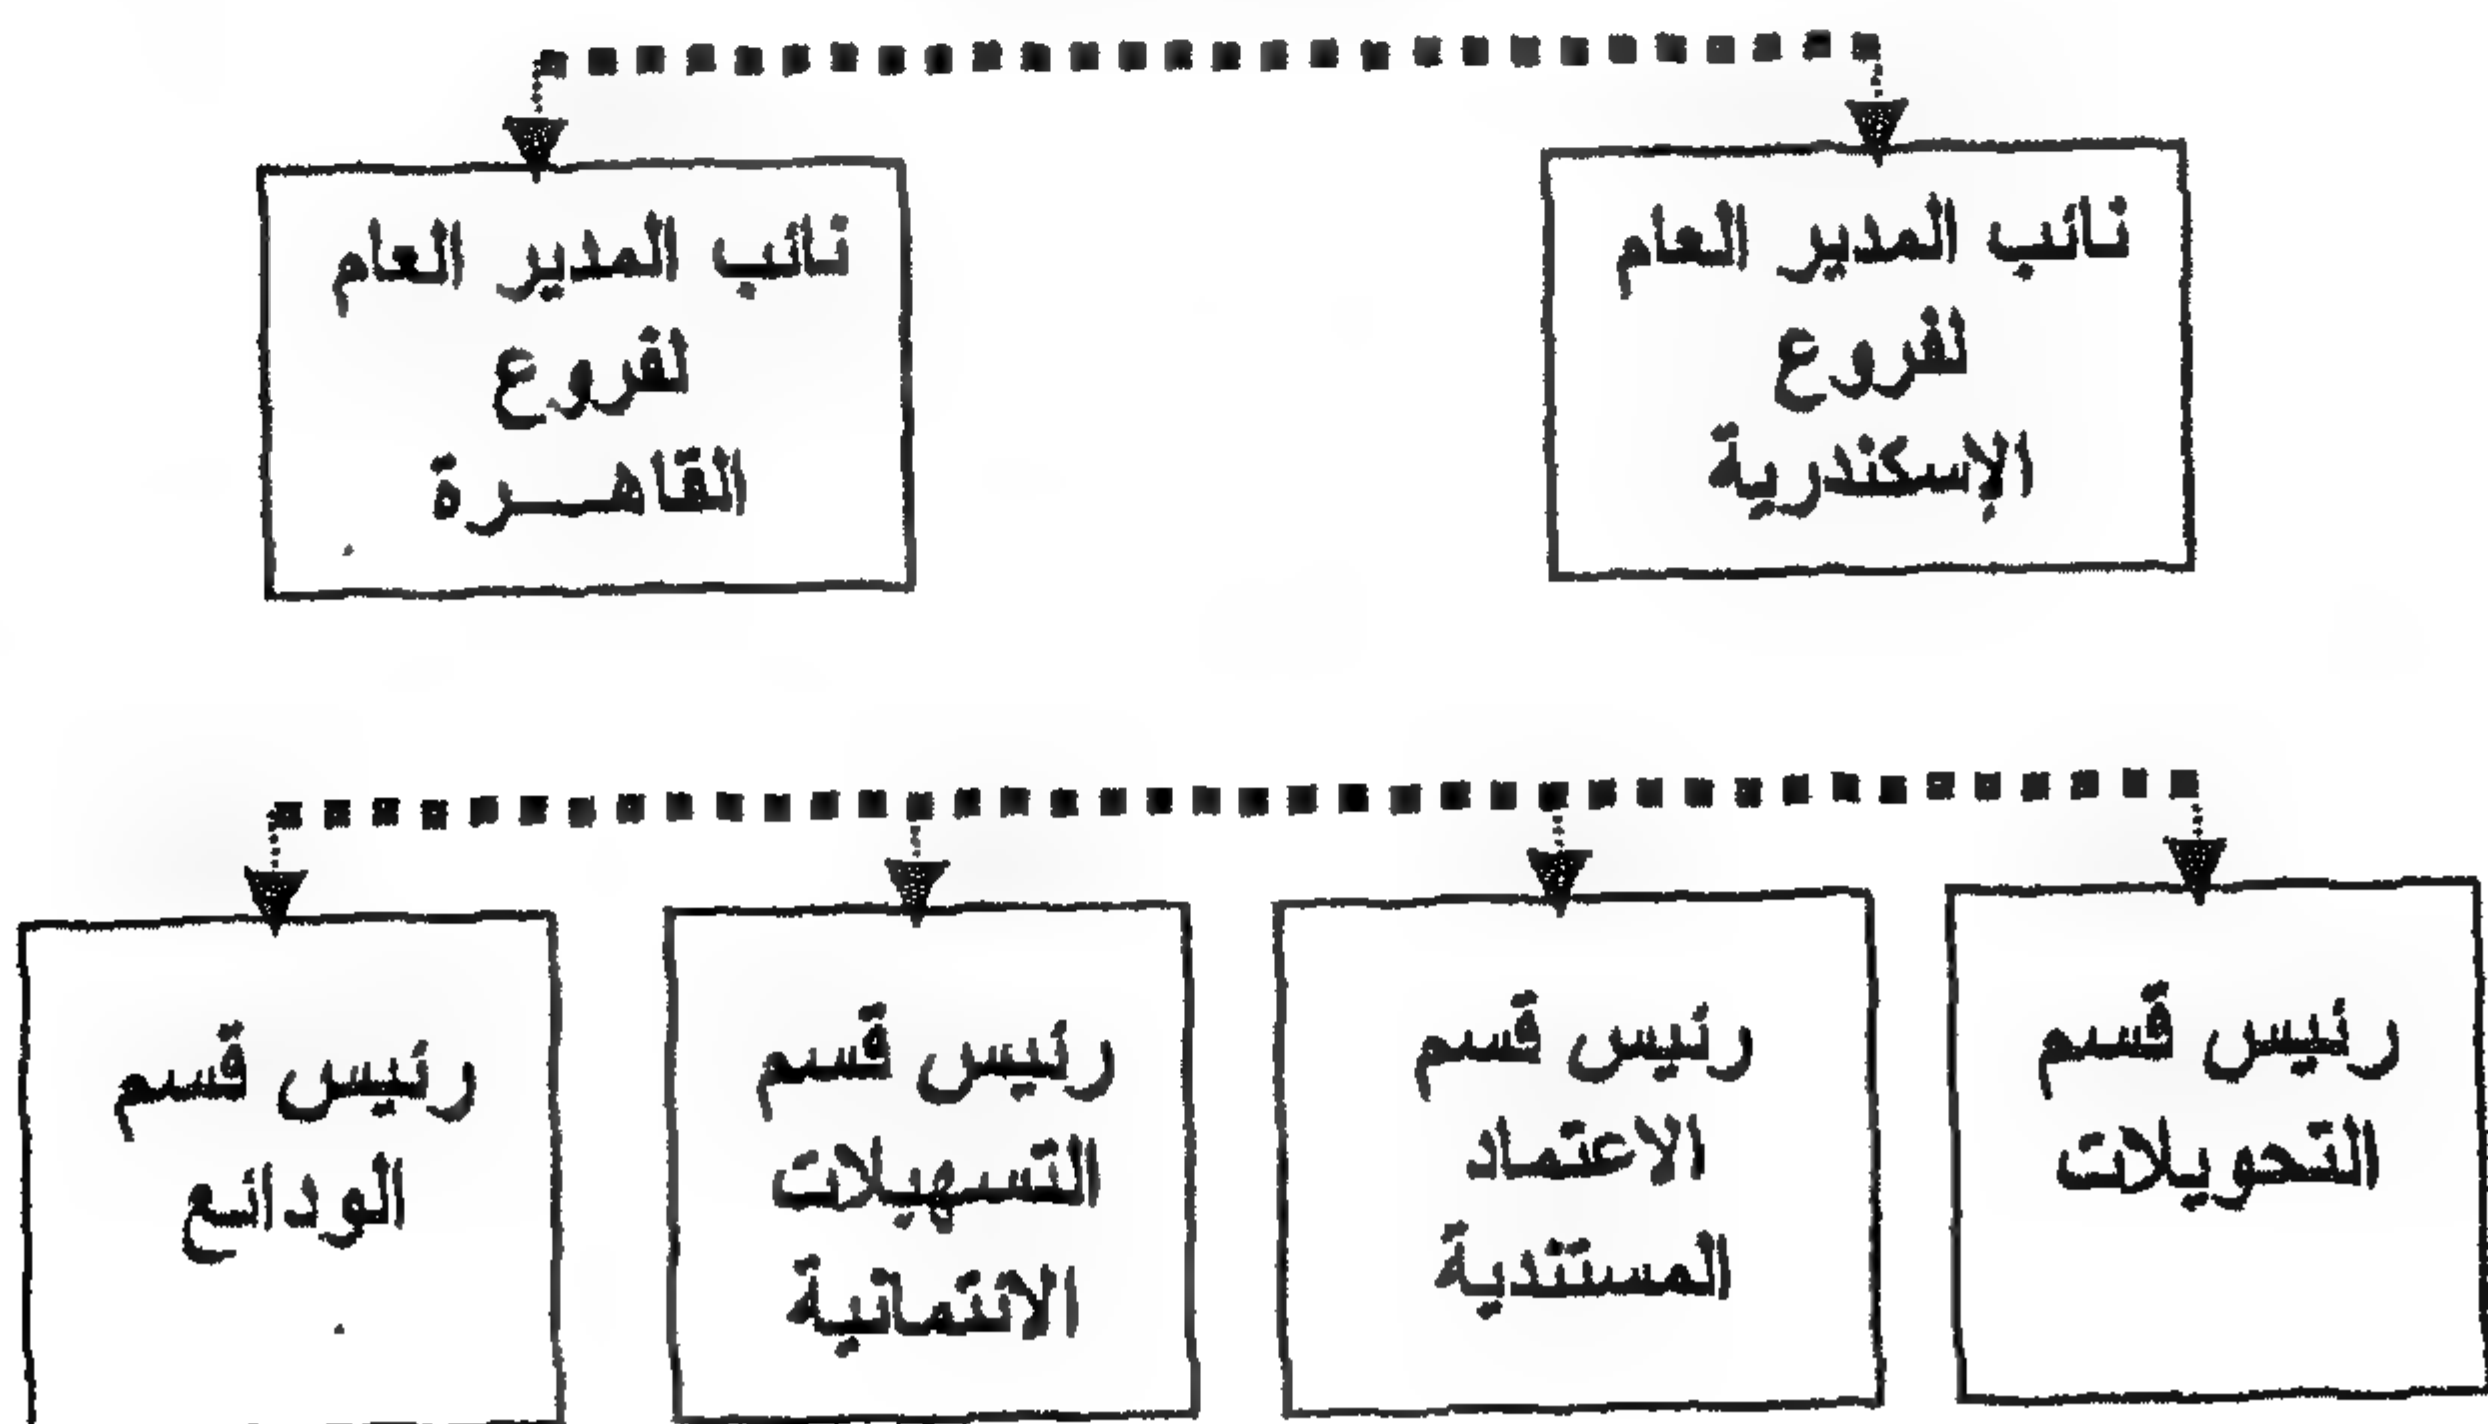 نائب المدير العام
لفروع
الإسكندرية
نائب المدير العام
لفروع
القاهـــرة
رئيس قسم
التحويلات
رئيس قسم
الاعتماد
المستندية
رئيس قسم
التسهيلات
الائتمانية
رئيس قسم
الودائع